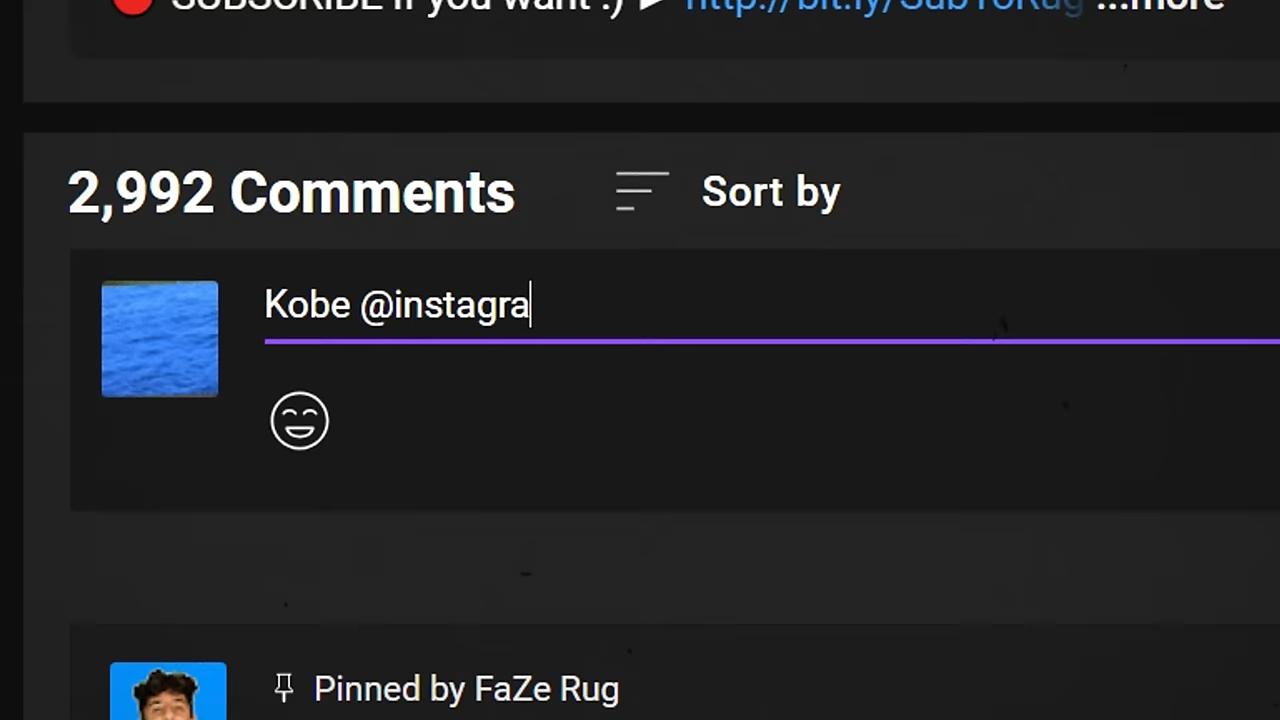 SUBSCRIBE if you want :) ► http://bit.ly/SubToRug ...more
2,992 Comments
Sort by
Kobe @instagra
Pinned by FaZe Rug